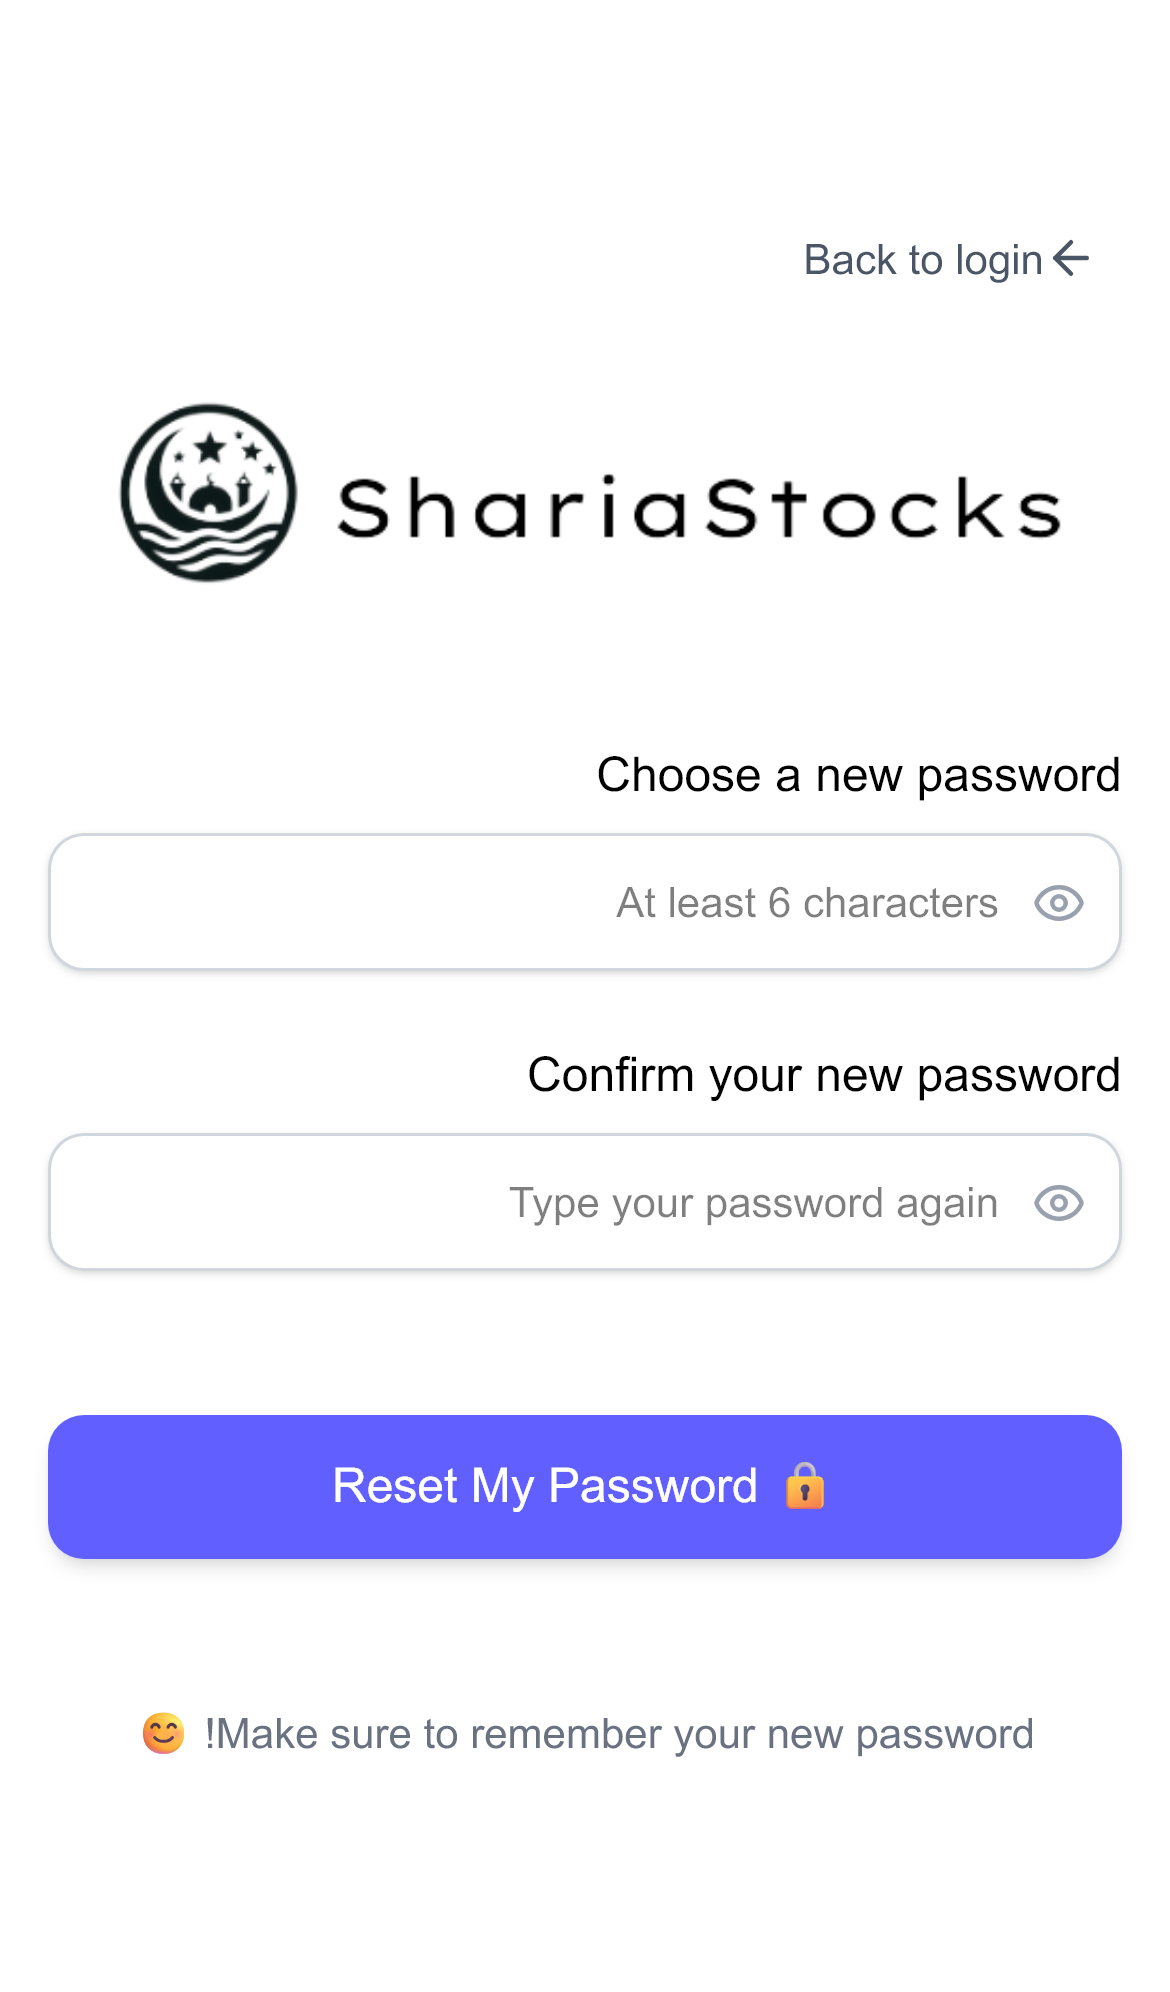 Back to login
ShariaStocks
Choose a new password
At least 6 characters
Confirm your new password
Type your password again
Reset My Password 🔒
😊 !Make sure to remember your new password